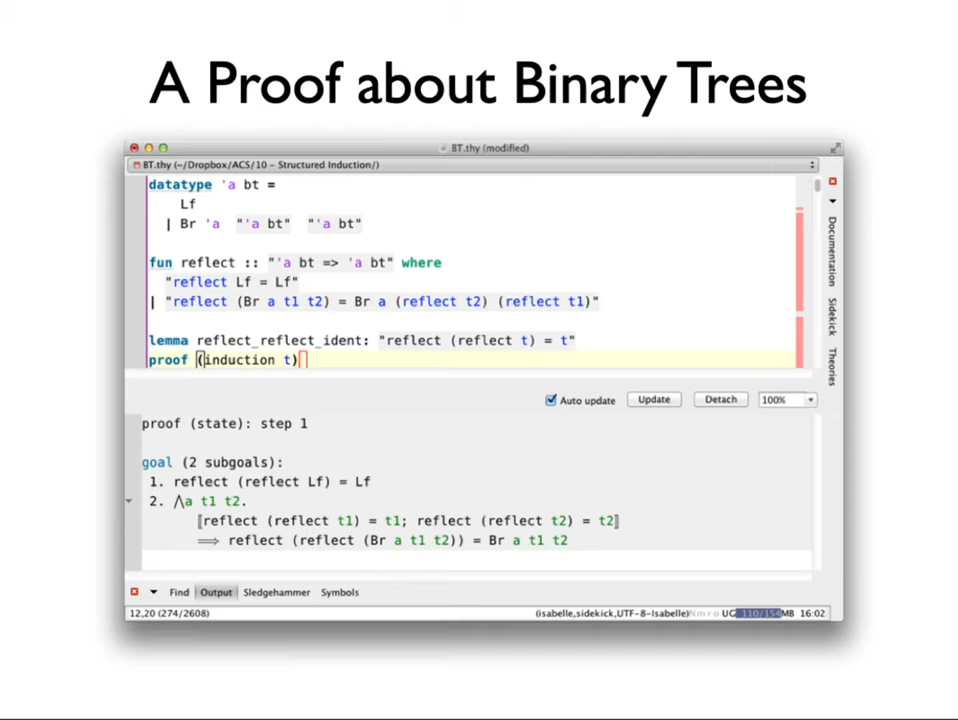 A Proof about Binary Trees
BT.thy (modified)
BT.thy (~/Dropbox/ACS/10 - Structured Induction/)
datatype 'a bt =
Lf
| Br 'a "'a bt" "'a bt"
fun reflect :: "'a bt => 'a bt" where
"reflect Lf = Lf"
| "reflect (Br a t1 t2) = Br a (reflect t2) (reflect t1)"
lemma reflect_reflect_ident: "reflect (reflect t) = t"
proof (induction t)
Documentation
Sidekick
Theories
Auto update
Update
Detach
100%
proof (state): step 1
goal (2 subgoals):
1. reflect (reflect Lf) = Lf
2. ⋀a t1 t2.
⟦reflect (reflect t1) = t1; reflect (reflect t2) = t2⟧
⟹ reflect (reflect (Br a t1 t2)) = Br a t1 t2
Find Output Sledgehammer Symbols
12,20 (274/2608)
(isabelle,sidekick,UTF-8-Isabelle)Nmro UG 110/154MB 16:02